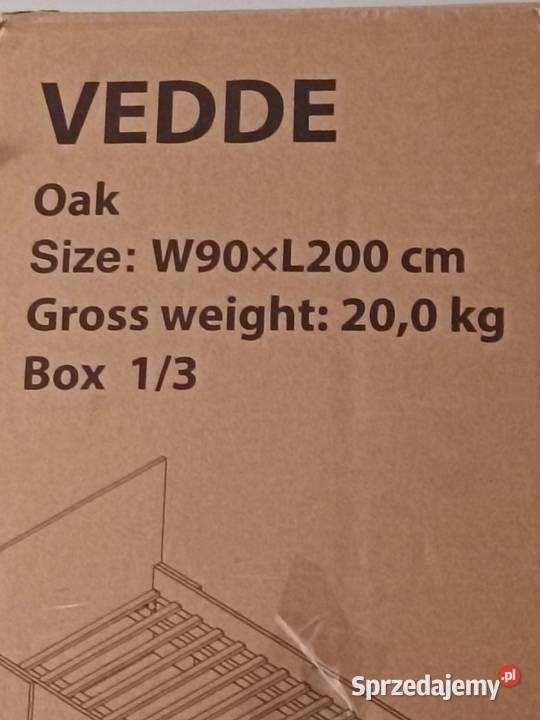 VEDDE
Oak
Size: W90×L200 cm
Gross weight: 20,0 kg
Box 1/3
Sprzedajemy.pl